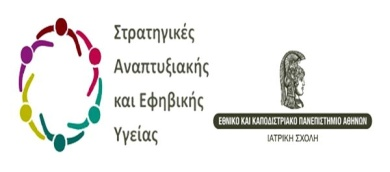 Στρατηγικές
Αναπτυξιακής
και Εφηβικής
Υγείας
ΕΘΝΙΚΟ ΚΑΙ ΚΑΠΟΔΙΣΤΡΙΑΚΟ ΠΑΝΕΠΙΣΤΗΜΙΟ ΑΘΗΝΩΝ
ΙΑΤΡΙΚΗ ΣΧΟΛΗ